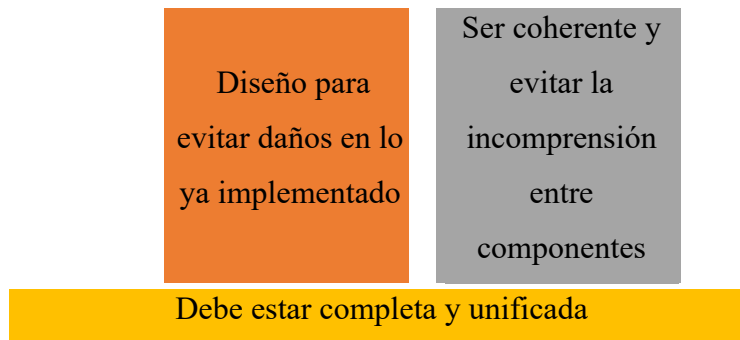 Diseño para
evitar daños en lo
ya implementado
Ser coherente y
evitar la
incomprensión
entre
componentes
Debe estar completa y unificada